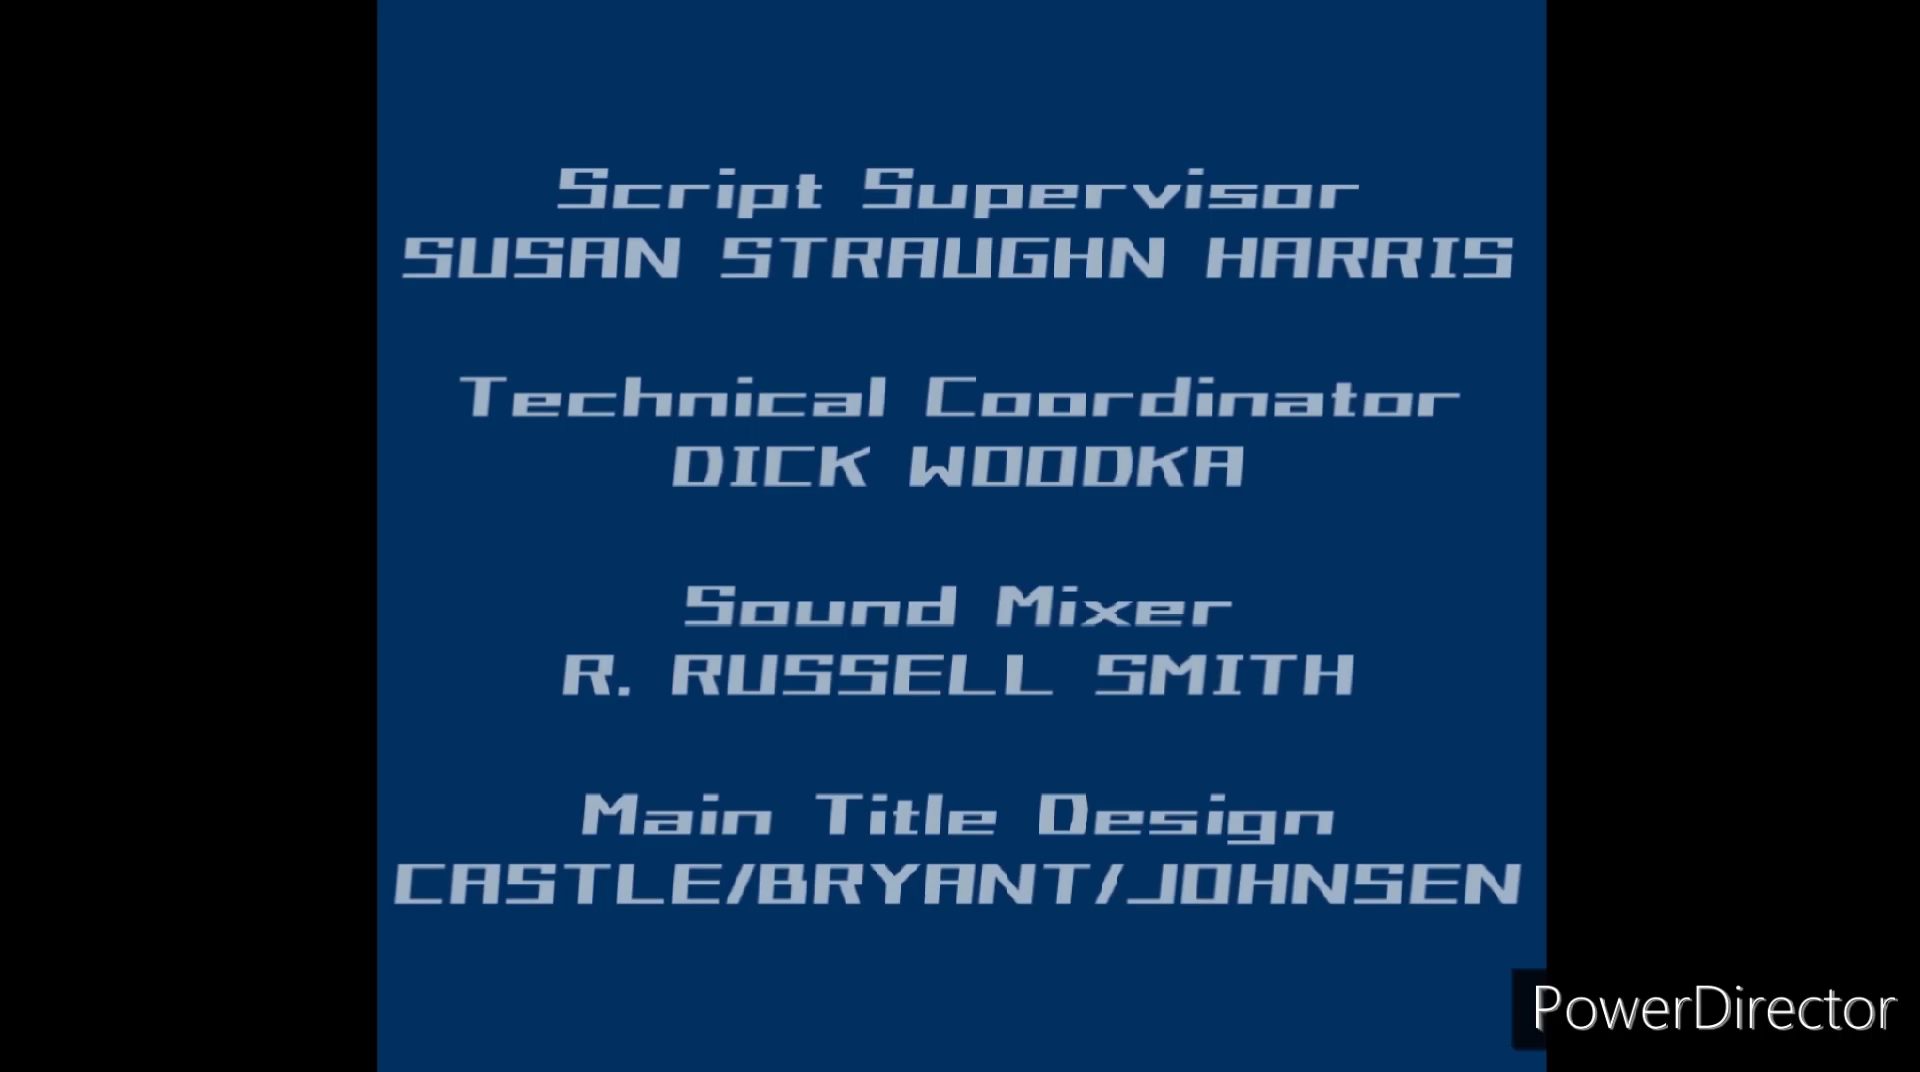 Script Supervisor
SUSAN STRAUGHN HARRIS
Technical Coordinator
DICK WOODKA
Sound Mixer
R. RUSSELL SMITH
Main Title Design
CASTLE/BRYANT/JOHNSEN
PowerDirector